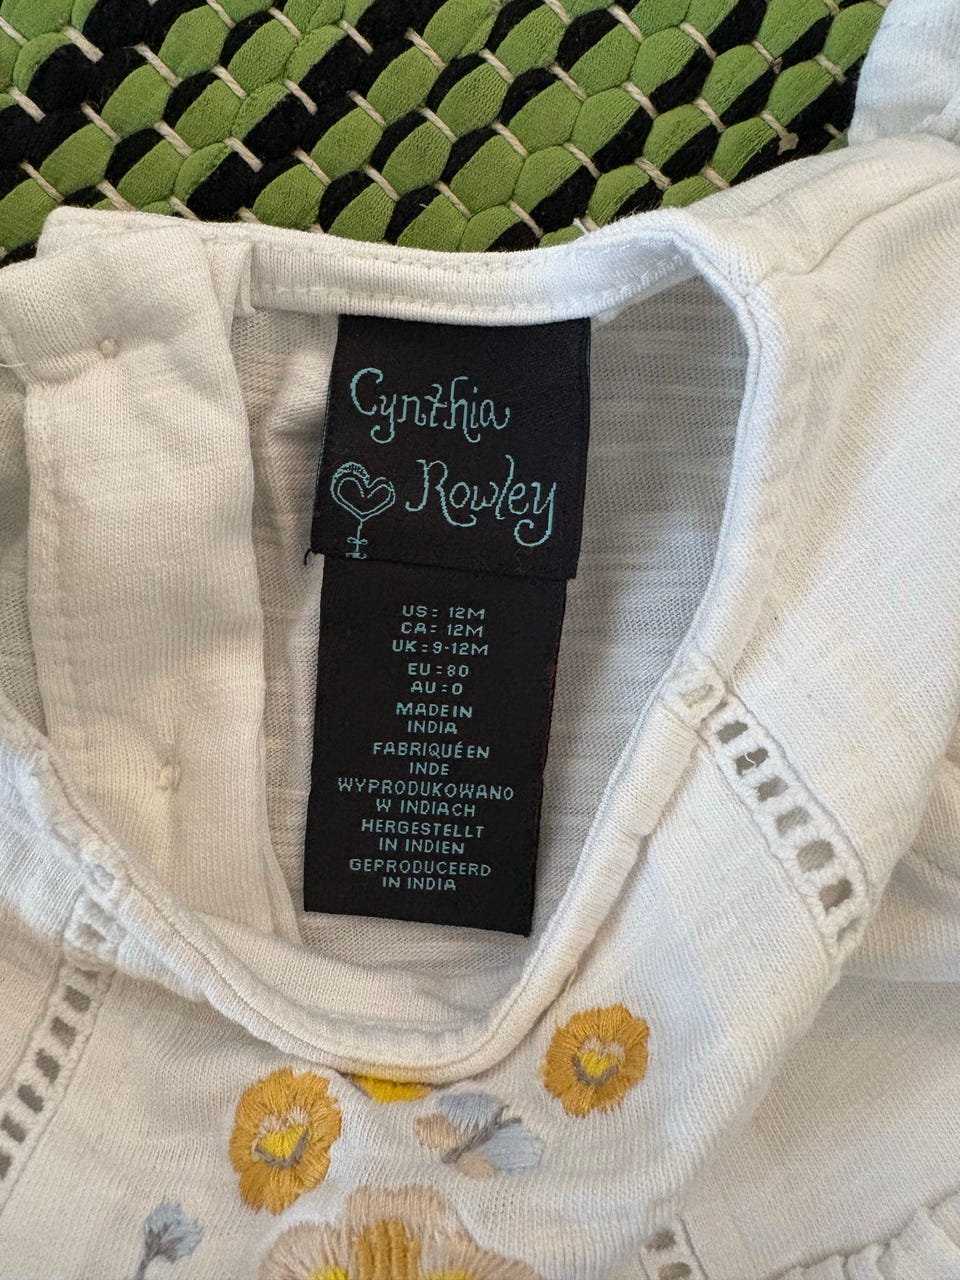 Cynthia
Rowley
US: 12M
CA: 12M
UK: 9-12M
EU: 80
AU: 0
MADE IN
INDIA
FABRIQUÉ EN
INDE
WYPRODUKOWANO
W INDIACH
HERGESTELLT
IN INDIEN
GEPRODUCEERD
IN INDIA